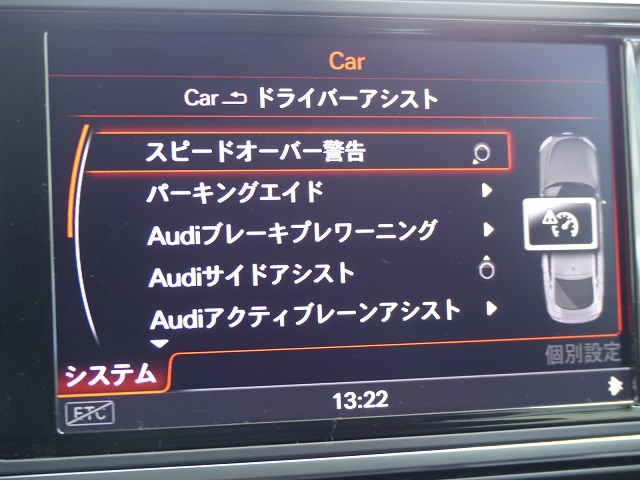 Car
Car ドライバーアシスト
スピードオーバー警告
パーキングエイド
Audiブレーキプレワーニング
Audiサイドアシスト
Audiアクティブレーンアシスト
個別設定
システム
13:22
ETC